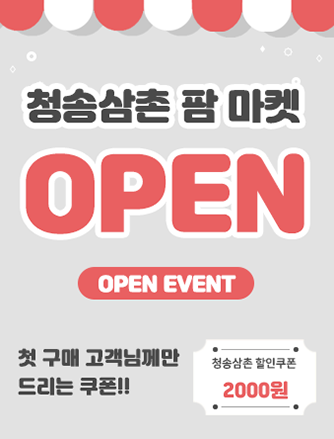 청송삼촌 팜 마켓
OPEN
OPEN EVENT
첫 구매 고객님께만
드리는 쿠폰!!
청송삼촌 할인쿠폰
2000원